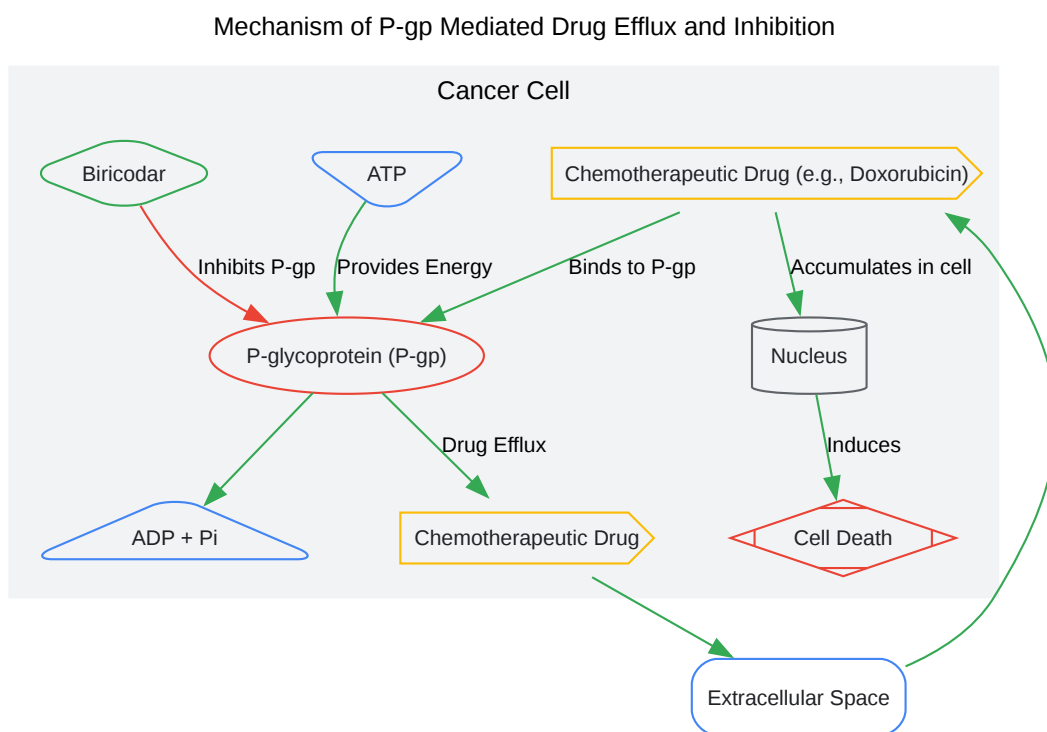 Mechanism of P-gp Mediated Drug Efflux and Inhibition
Cancer Cell
Biricodar
ATP
Chemotherapeutic Drug (e.g., Doxorubicin)
Inhibits P-gp
Provides Energy
Binds to P-gp
Accumulates in cell
P-glycoprotein (P-gp)
Nucleus
Drug Efflux
Induces
ADP + Pi
Chemotherapeutic Drug
Cell Death
Extracellular Space